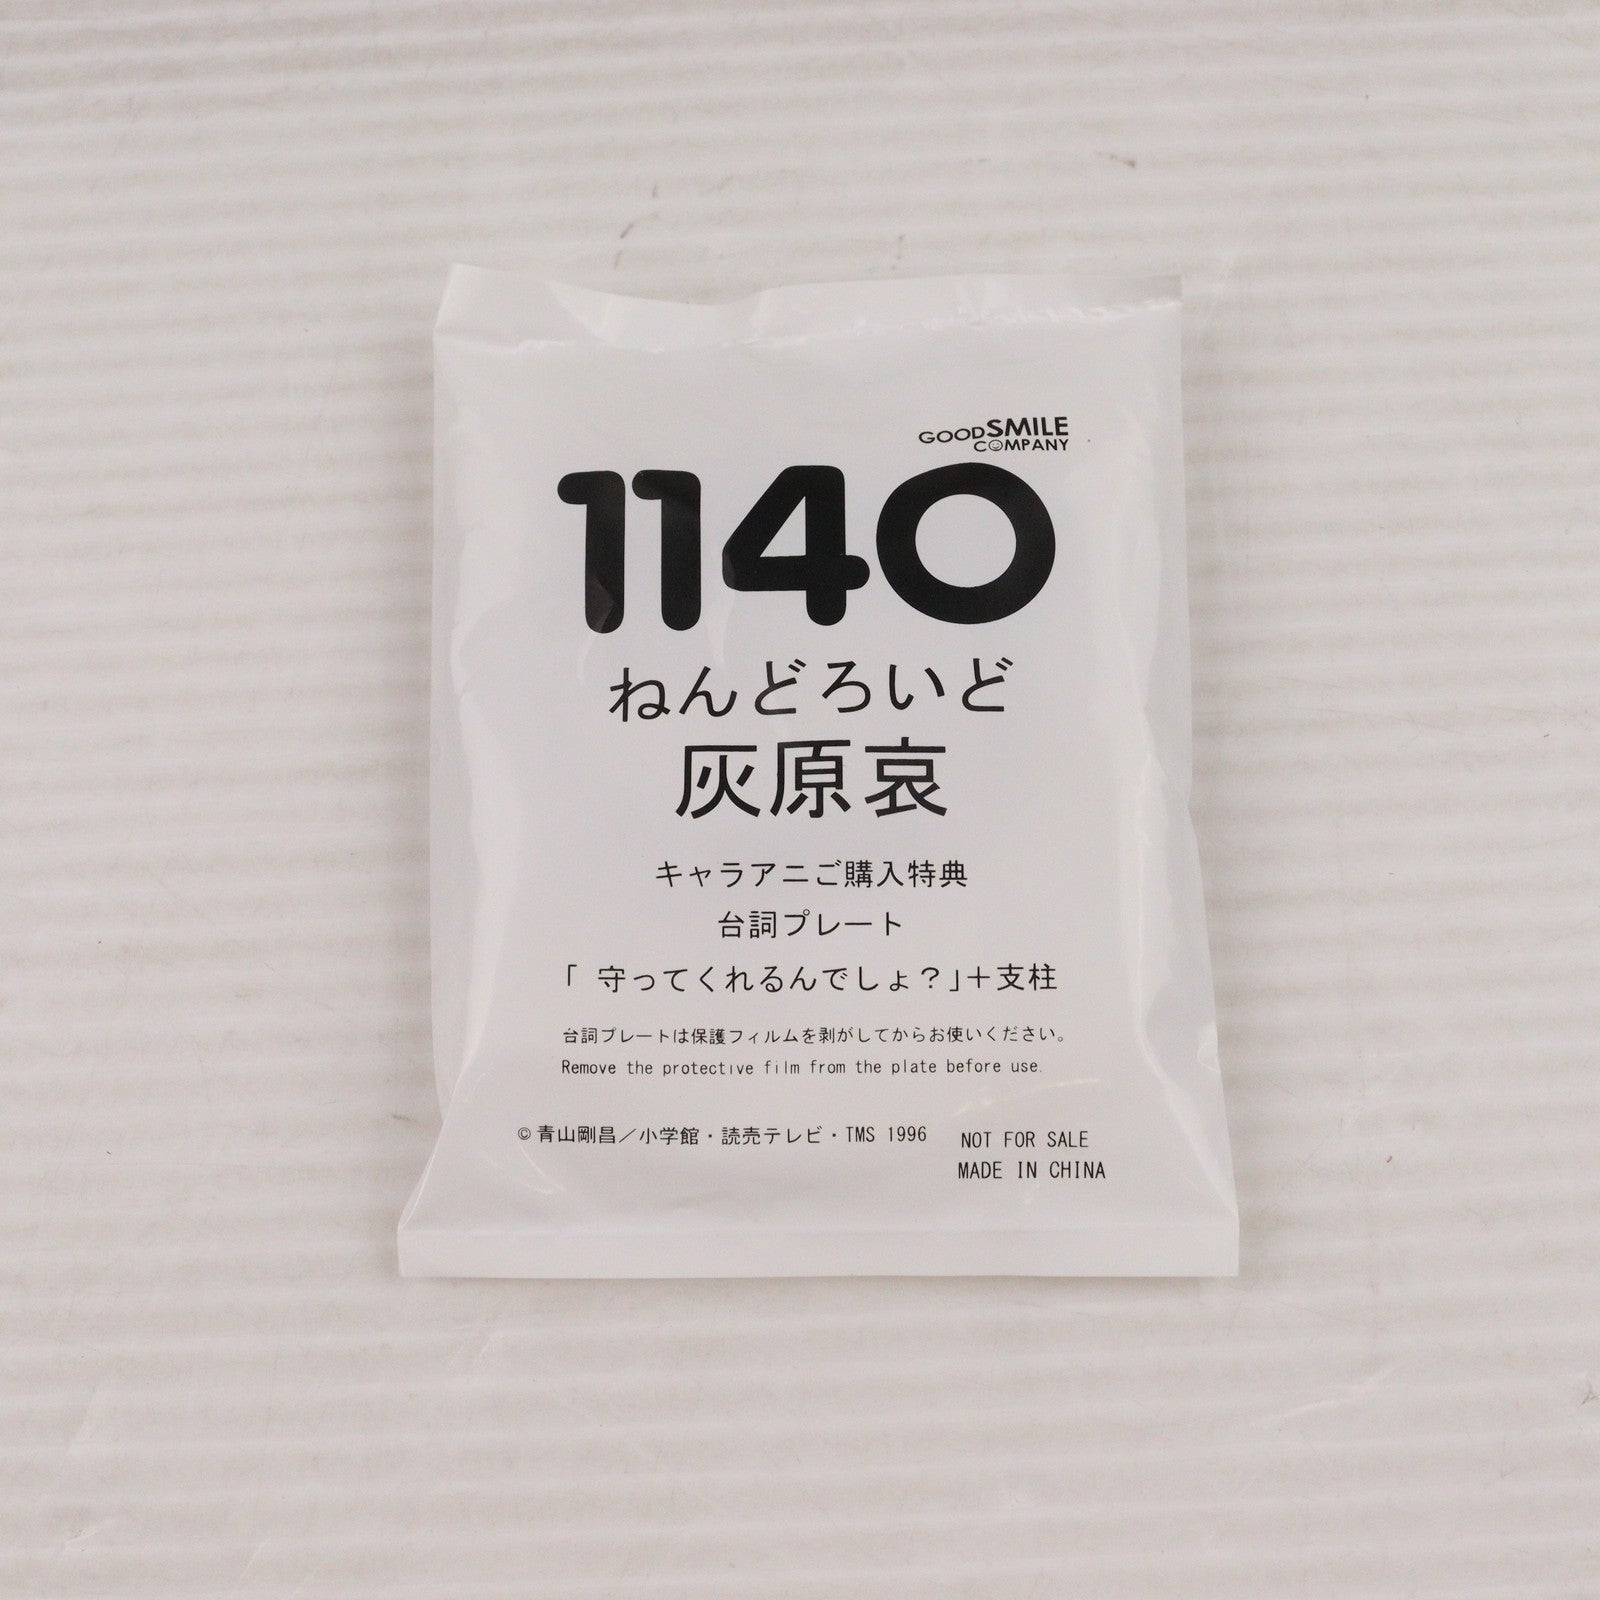 GOODSMILE
COMPANY
1140
ねんどろいど
灰原哀
キャラアニご購入特典
台詞プレート
「 守ってくれるんでしょ？」＋支柱
台詞プレートは保護フィルムを剥がしてからお使いください。
Remove the protective film from the plate before use.
©青山剛昌／小学館・読売テレビ・TMS 1996
NOT FOR SALE
MADE IN CHINA